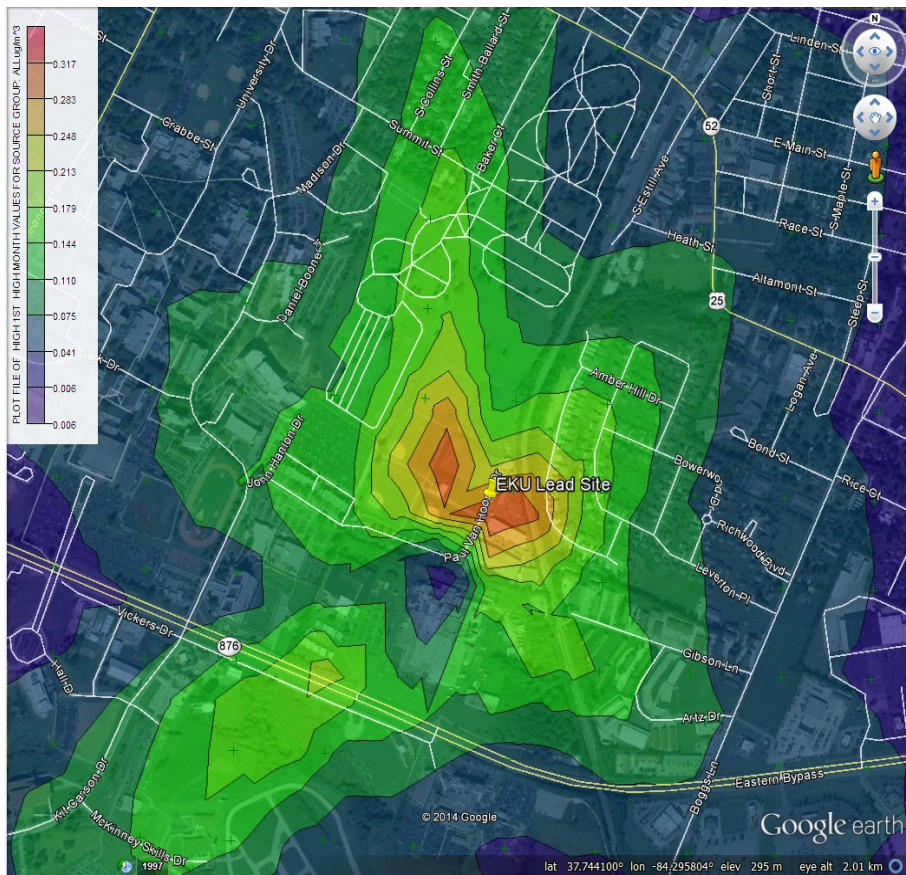 PLOT FILE OF HIGH 1ST HIGH MONTH VALUES FOR SOURCE GROUP: ALLug/m^3
0.317
0.283
0.248
0.213
0.179
0.144
0.110
0.075
0.041
0.006
0.006
N
Linden St
Short St
52
E Main St
S Maple St
S Estill Ave
Race St
Heath St
Altamont St
25
Steep St
Logan Ave
University Dr
S Collins St
Smith-Ballard St
Crabbe St
Summit St
Baker Ct
Madison Dr
Daniel Boone
Park Dr
Amber Hill Dr
John Hanlon Dr
Bond St
Rice Ct
EKU Lead Site
Richwood Blvd
Leverton Pl
Vickers Dr
876
Hall Dr
Gibson Ln
Artz Dr
Kit Carson Dr
Boggs Ln
Eastern Bypass
McKinney Skills Dr
© 2014 Google
Google earth
1997
lat 37.744100° lon -84.295804° elev 295 m eye alt 2.01 km